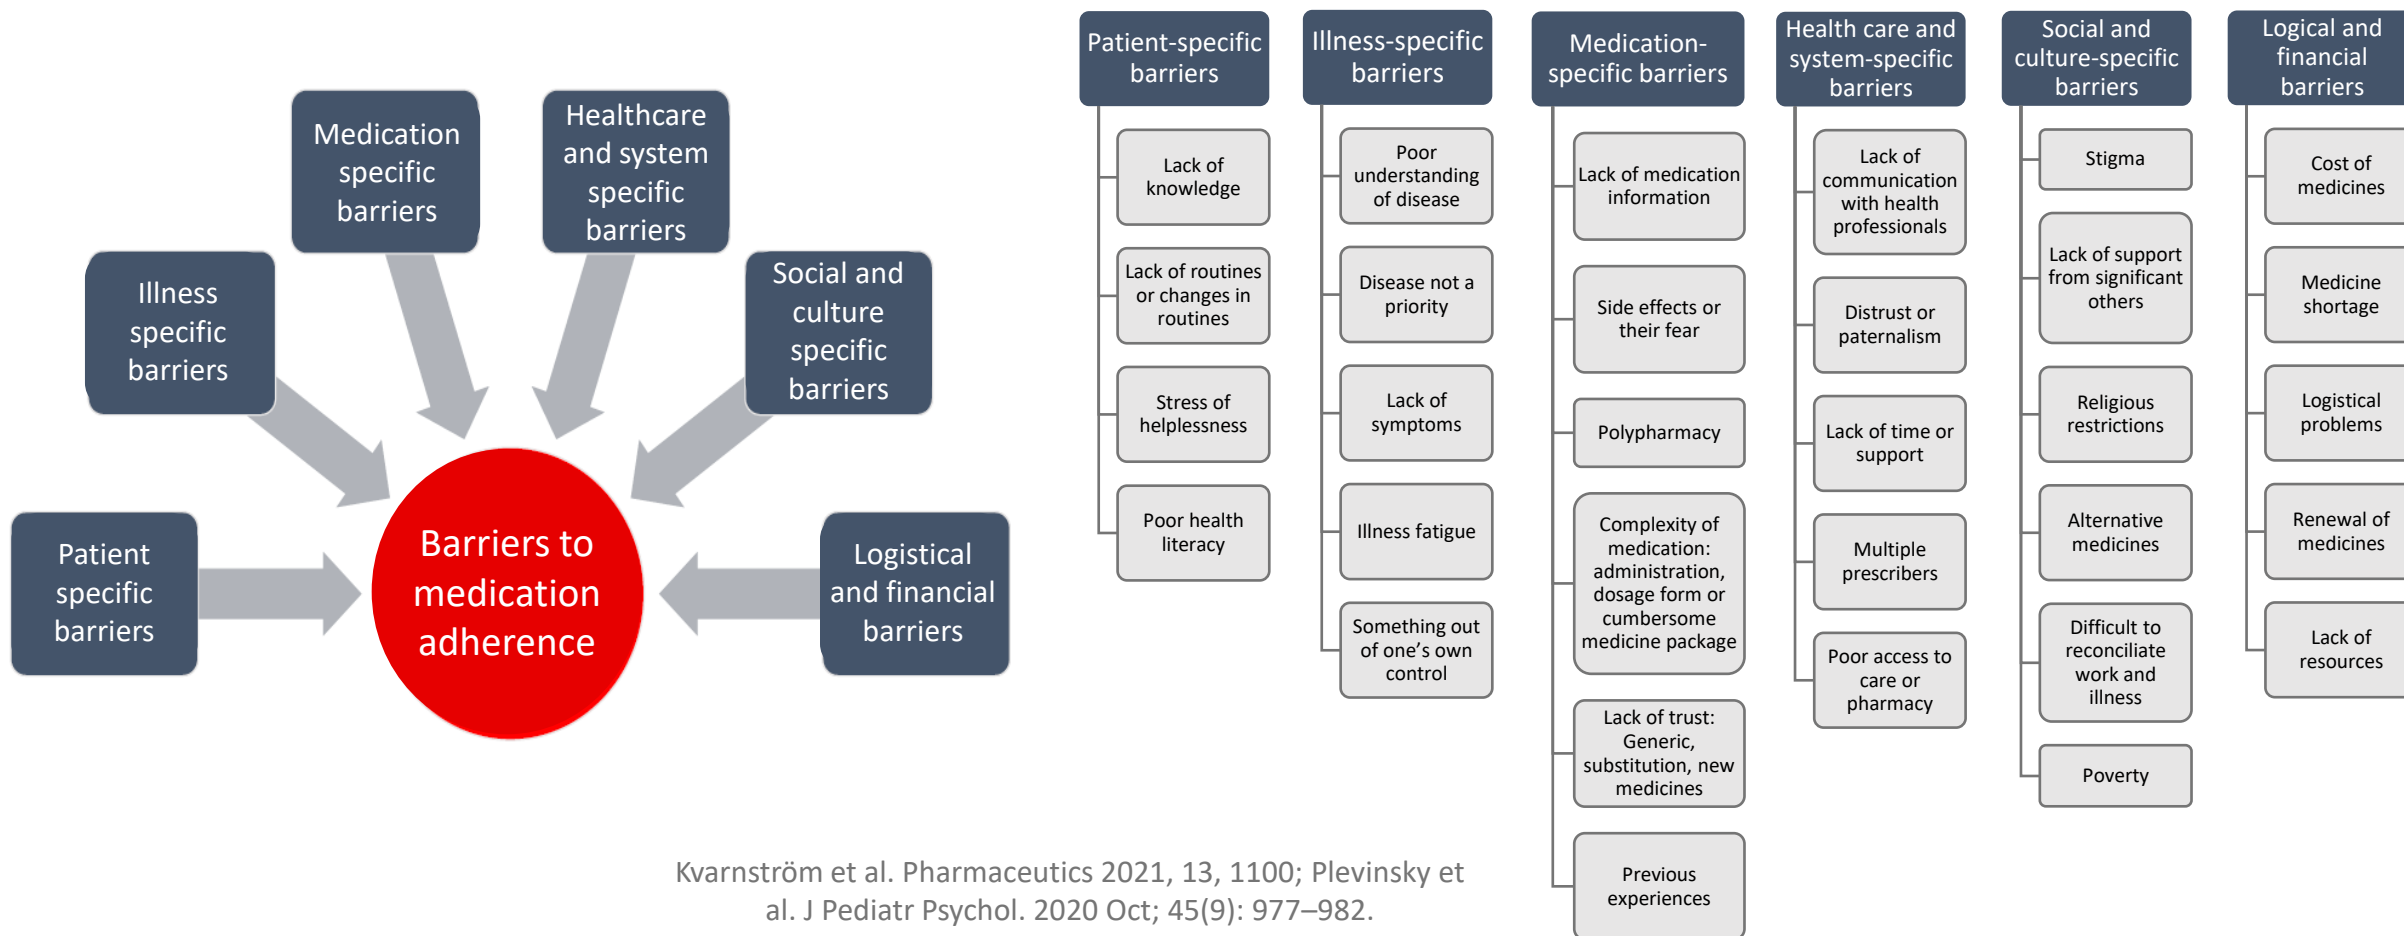 Medication
specific
barriers
Healthcare
and system
specific
barriers
Illness
specific
barriers
Social and
culture
specific
barriers
Patient
specific
barriers
Barriers to
medication
adherence
Logistical
and financial
barriers
Patient-specific
barriers
Lack of
knowledge
Lack of routines
or changes in
routines
Stress of
helplessness
Poor health
literacy
Illness-specific
barriers
Poor
understanding
of disease
Disease not a
priority
Lack of
symptoms
Illness fatigue
Something out
of one’s own
control
Medication-
specific barriers
Lack of medication
information
Side effects or
their fear
Polypharmacy
Complexity of
medication:
administration,
dosage form or
cumbersome
medicine package
Lack of trust:
Generic,
substitution, new
medicines
Previous
experiences
Health care and
system-specific
barriers
Lack of
communication
with health
professionals
Distrust or
paternalism
Lack of time or
support
Multiple
prescribers
Poor access to
care or
pharmacy
Social and
culture-specific
barriers
Stigma
Lack of support
from significant
others
Religious
restrictions
Alternative
medicines
Difficult to
reconciliate
work and
illness
Poverty
Logical and
financial
barriers
Cost of
medicines
Medicine
shortage
Logistical
problems
Renewal of
medicines
Lack of
resources
Kvarnström et al. Pharmaceutics 2021, 13, 1100; Plevinsky et
al. J Pediatr Psychol. 2020 Oct; 45(9): 977–982.